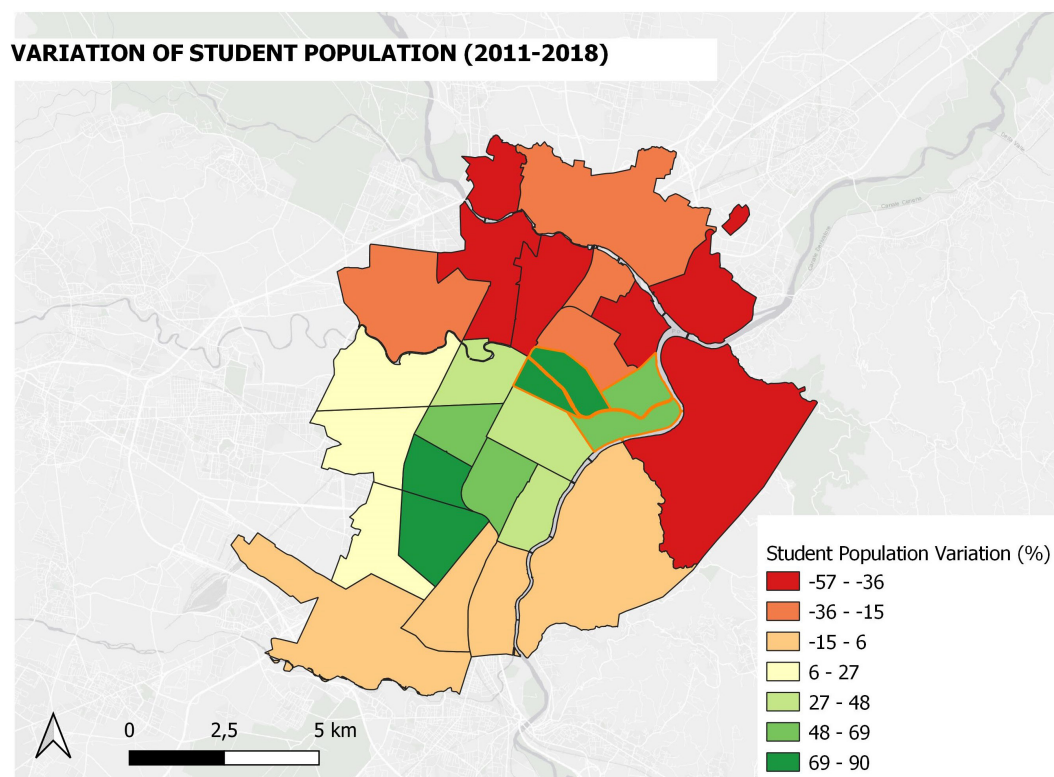 VARIATION OF STUDENT POPULATION (2011-2018)
Student Population Variation (%)
-57 - -36
-36 - -15
-15 - 6
6 - 27
27 - 48
48 - 69
69 - 90
0 2,5 5 km